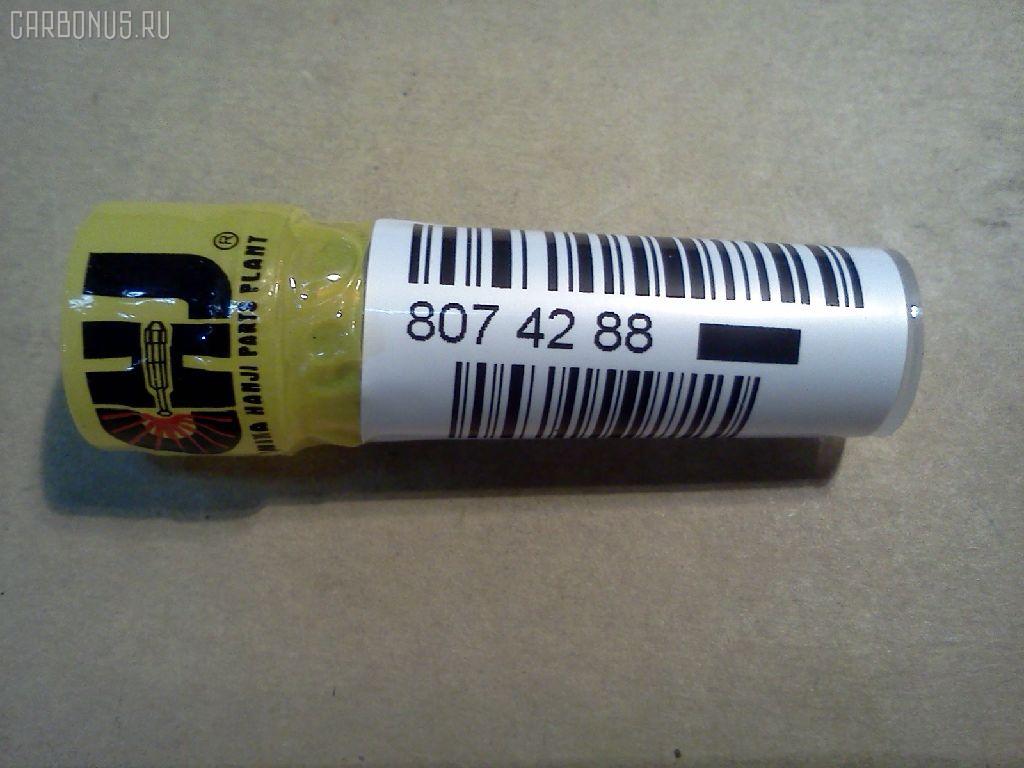 CARBONUS.RU
®
HANJI PARTS PLANT
807 42 88